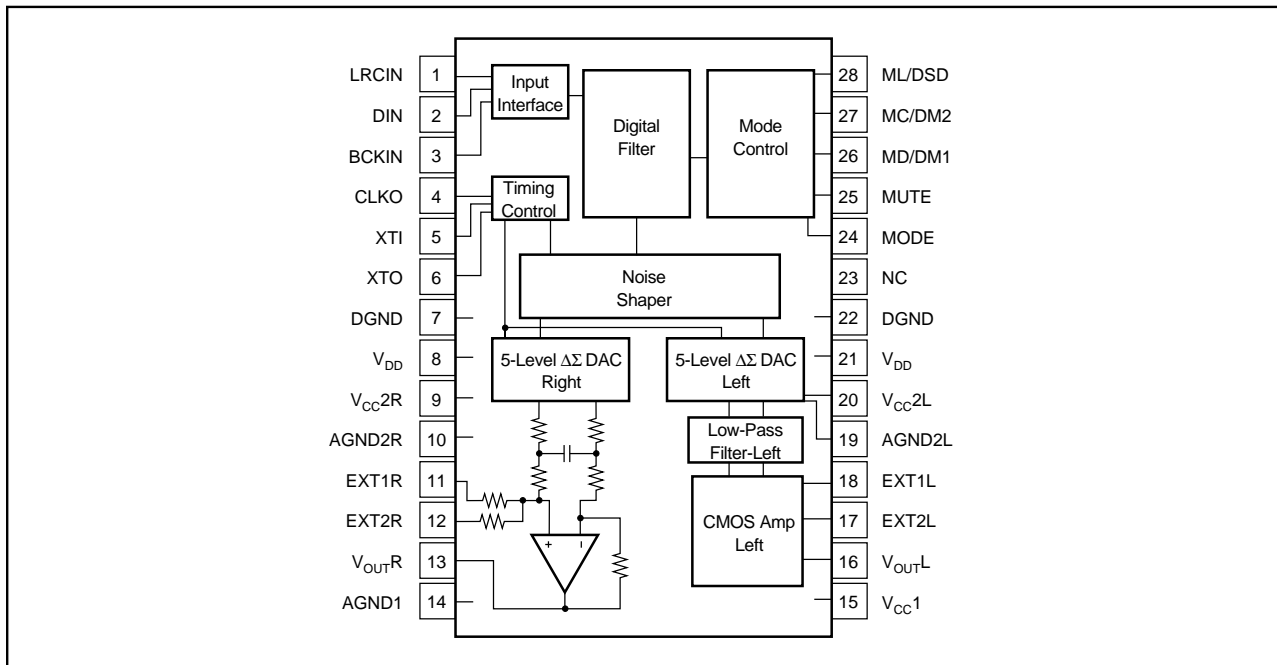 LRCIN 1
DIN 2
BCKIN 3
CLKO 4
XTI 5
XTO 6
DGND 7
VDD 8
VCC2R 9
AGND2R 10
EXT1R 11
EXT2R 12
VOUTR 13
AGND1 14
Input
Interface
Timing
Control
Digital
Filter
Mode
Control
Noise
Shaper
5-Level ΔΣ DAC
Right
5-Level ΔΣ DAC
Left
Low-Pass
Filter-Left
CMOS Amp
Left
+ –
28 ML/DSD
27 MC/DM2
26 MD/DM1
25 MUTE
24 MODE
23 NC
22 DGND
21 VDD
20 VCC2L
19 AGND2L
18 EXT1L
17 EXT2L
16 VOUTL
15 VCC1